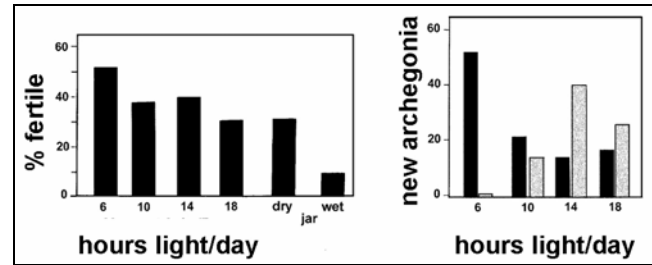 % fertile
60
40
20
0
6 10 14 18 dry wet
jar
hours light/day
new archegonia
60
40
20
0
6 10 14 18
hours light/day